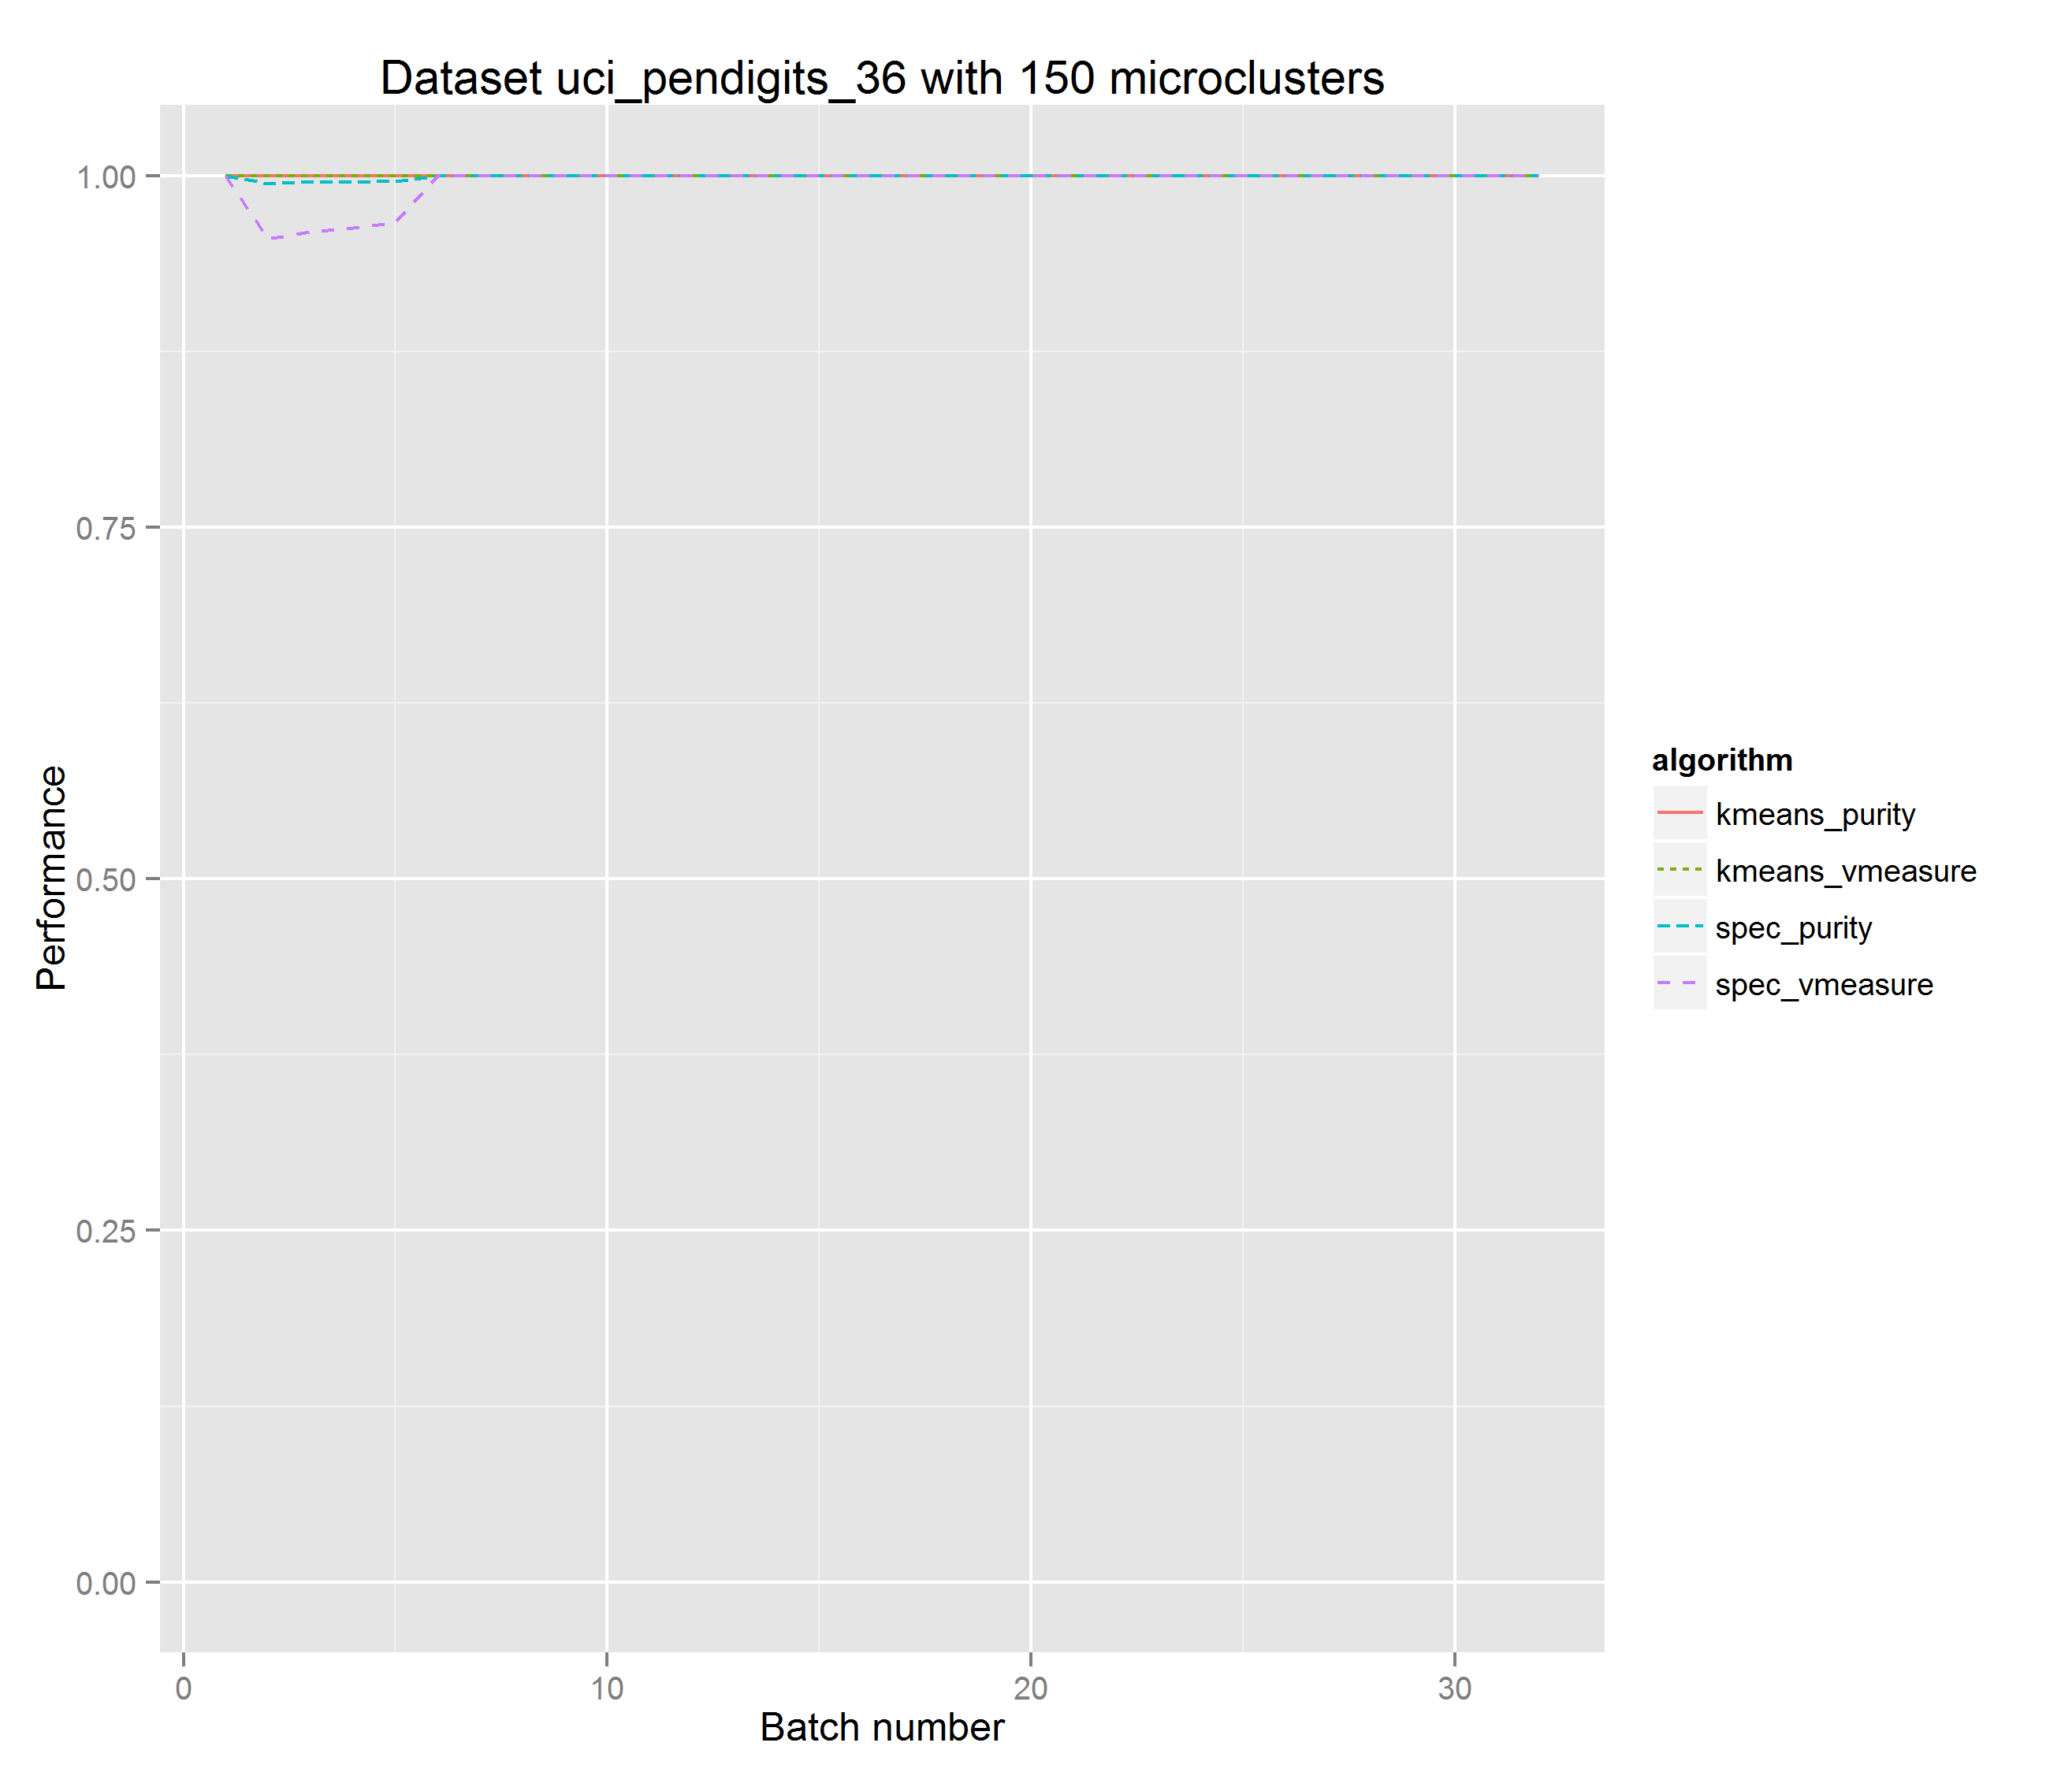 Dataset uci_pendigits_36 with 150 microclusters
1.00
0.75
0.50
0.25
0.00
Performance
0 10 20 30
Batch number
algorithm
kmeans_purity
kmeans_vmeasure
spec_purity
spec_vmeasure